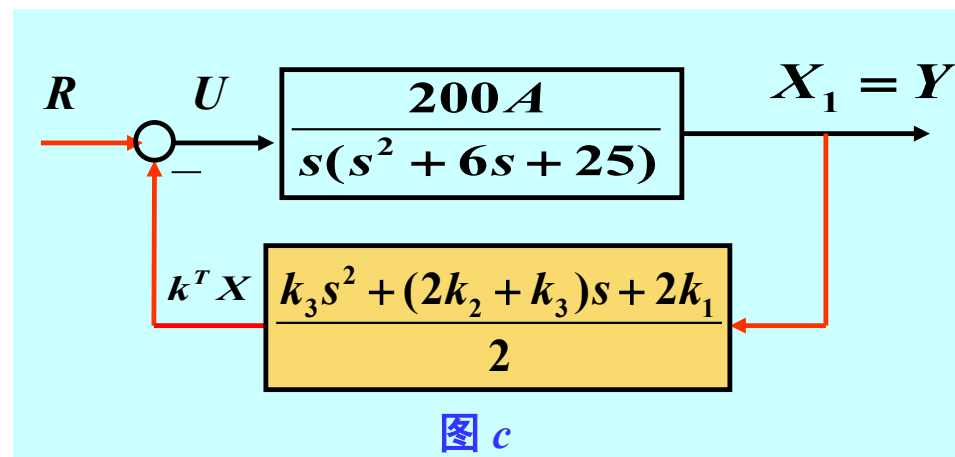 R
U
200A
s(s² + 6s + 25)
X₁ = Y
−
kᵀ X
k₃s² + (2k₂ + k₃)s + 2k₁
2
图 c